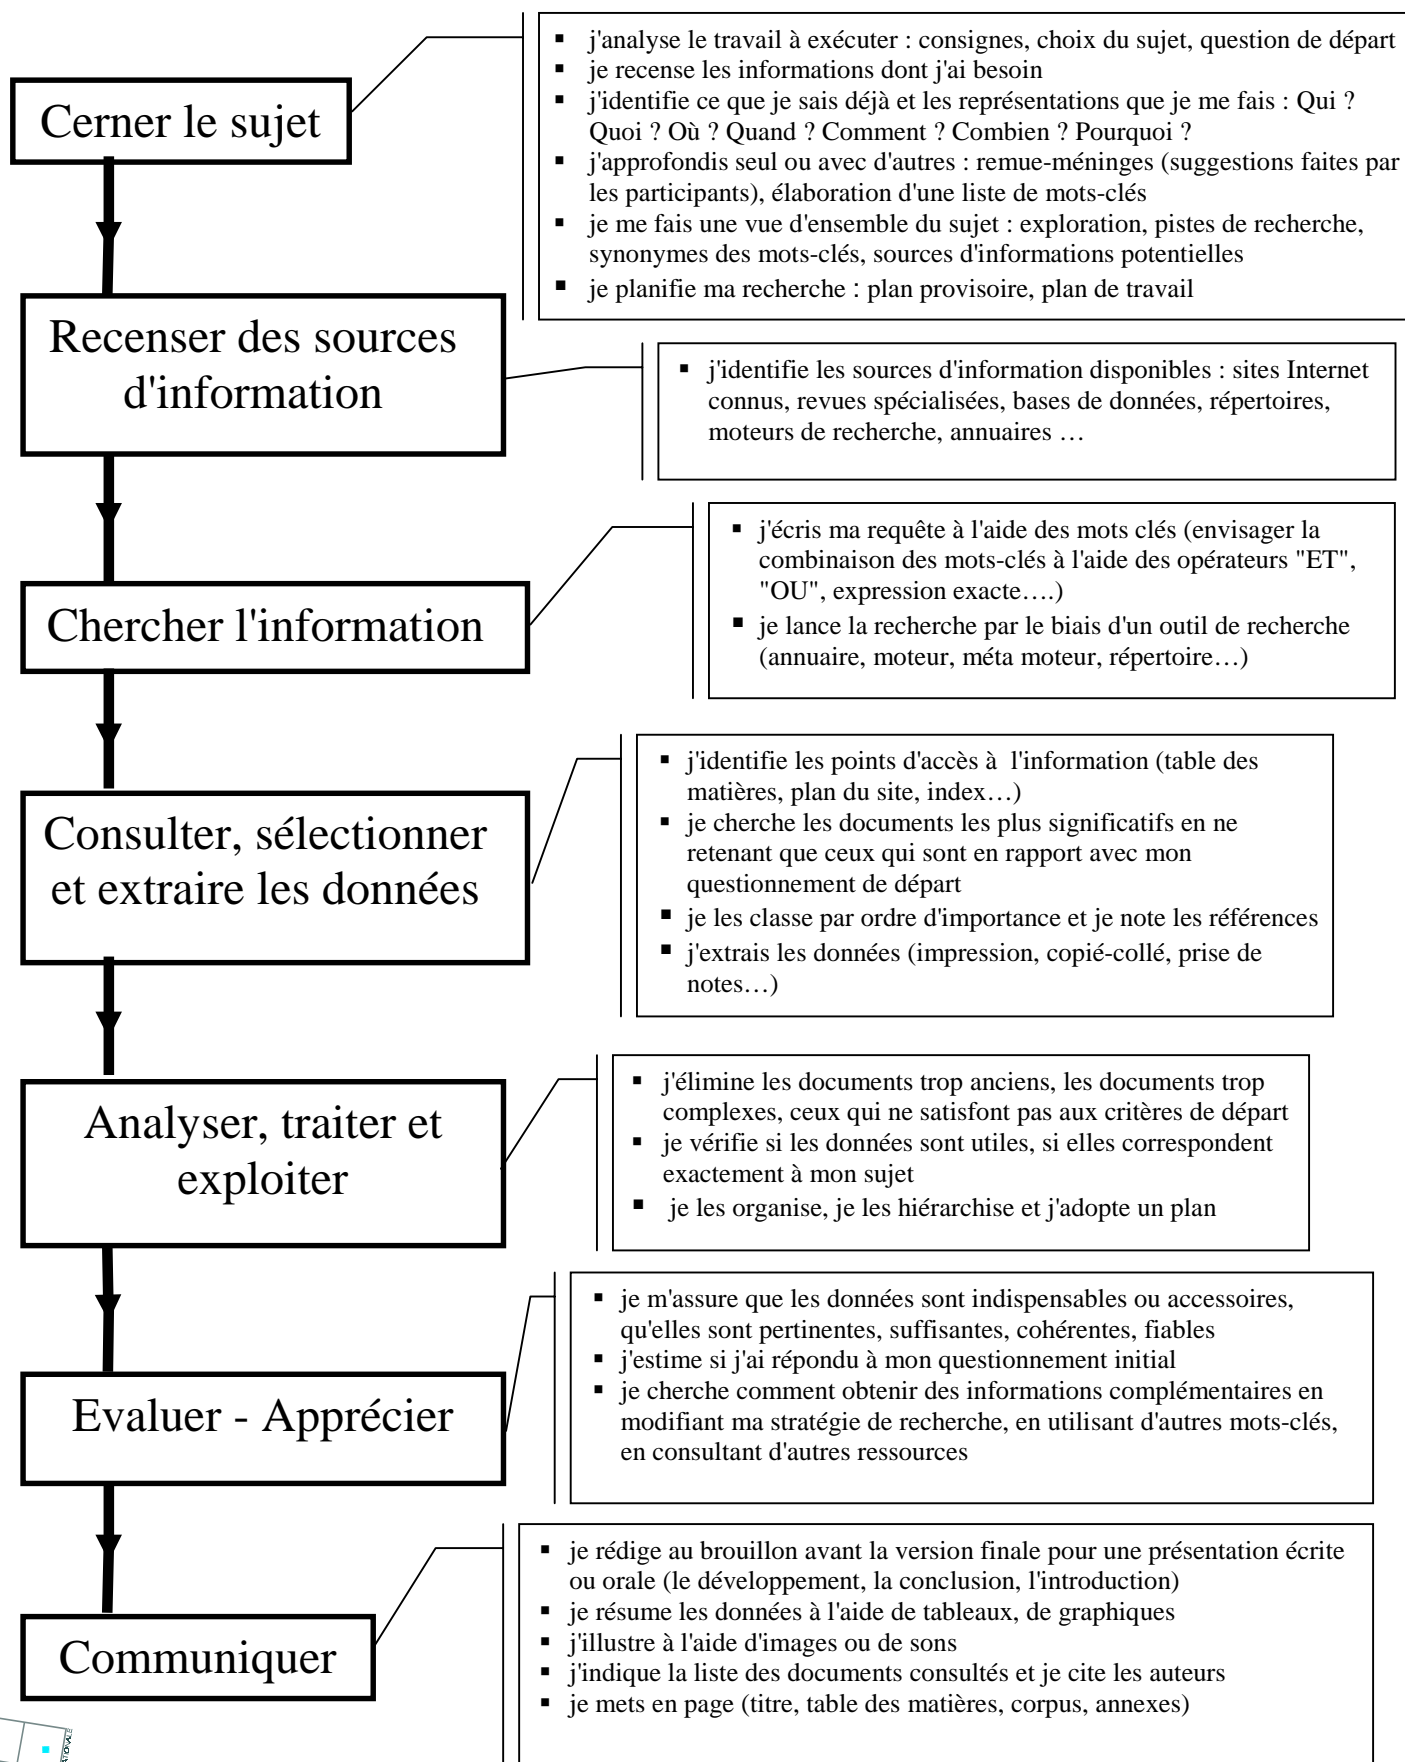 Cerner le sujet
▪ j'analyse le travail à exécuter : consignes, choix du sujet, question de départ
▪ je recense les informations dont j'ai besoin
▪ j'identifie ce que je sais déjà et les représentations que je me fais : Qui ?
Quoi ? Où ? Quand ? Comment ? Combien ? Pourquoi ?
▪ j'approfondis seul ou avec d'autres : remue-méninges (suggestions faites par
les participants), élaboration d'une liste de mots-clés
▪ je me fais une vue d'ensemble du sujet : exploration, pistes de recherche,
synonymes des mots-clés, sources d'informations potentielles
▪ je planifie ma recherche : plan provisoire, plan de travail
Recenser des sources
d'information
▪ j'identifie les sources d'information disponibles : sites Internet
connus, revues spécialisées, bases de données, répertoires,
moteurs de recherche, annuaires …
Chercher l'information
▪ j'écris ma requête à l'aide des mots clés (envisager la
combinaison des mots-clés à l'aide des opérateurs "ET",
"OU", expression exacte….)
▪ je lance la recherche par le biais d'un outil de recherche
(annuaire, moteur, méta moteur, répertoire…)
Consulter, sélectionner
et extraire les données
▪ j'identifie les points d'accès à l'information (table des
matières, plan du site, index…)
▪ je cherche les documents les plus significatifs en ne
retenant que ceux qui sont en rapport avec mon
questionnement de départ
▪ je les classe par ordre d'importance et je note les références
▪ j'extrais les données (impression, copié-collé, prise de
notes…)
Analyser, traiter et
exploiter
▪ j'élimine les documents trop anciens, les documents trop
complexes, ceux qui ne satisfont pas aux critères de départ
▪ je vérifie si les données sont utiles, si elles correspondent
exactement à mon sujet
▪ je les organise, je les hiérarchise et j'adopte un plan
Evaluer - Apprécier
▪ je m'assure que les données sont indispensables ou accessoires,
qu'elles sont pertinentes, suffisantes, cohérentes, fiables
▪ j'estime si j'ai répondu à mon questionnement initial
▪ je cherche comment obtenir des informations complémentaires en
modifiant ma stratégie de recherche, en utilisant d'autres mots-clés,
en consultant d'autres ressources
Communiquer
▪ je rédige au brouillon avant la version finale pour une présentation écrite
ou orale (le développement, la conclusion, l'introduction)
▪ je résume les données à l'aide de tableaux, de graphiques
▪ j'illustre à l'aide d'images ou de sons
▪ j'indique la liste des documents consultés et je cite les auteurs
▪ je mets en page (titre, table des matières, corpus, annexes)